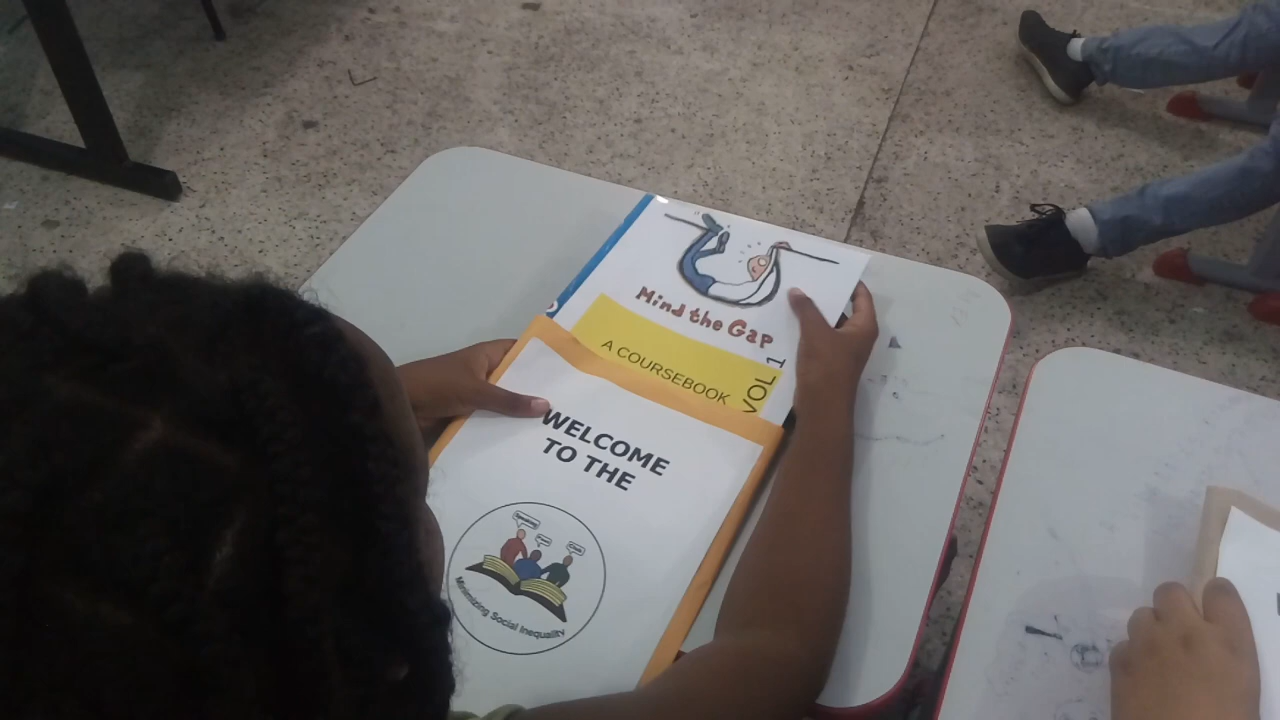 Mind the Gap
A COURSEBOOK
VOL 1
WELCOME
TO THE
Minimizing Social Inequality